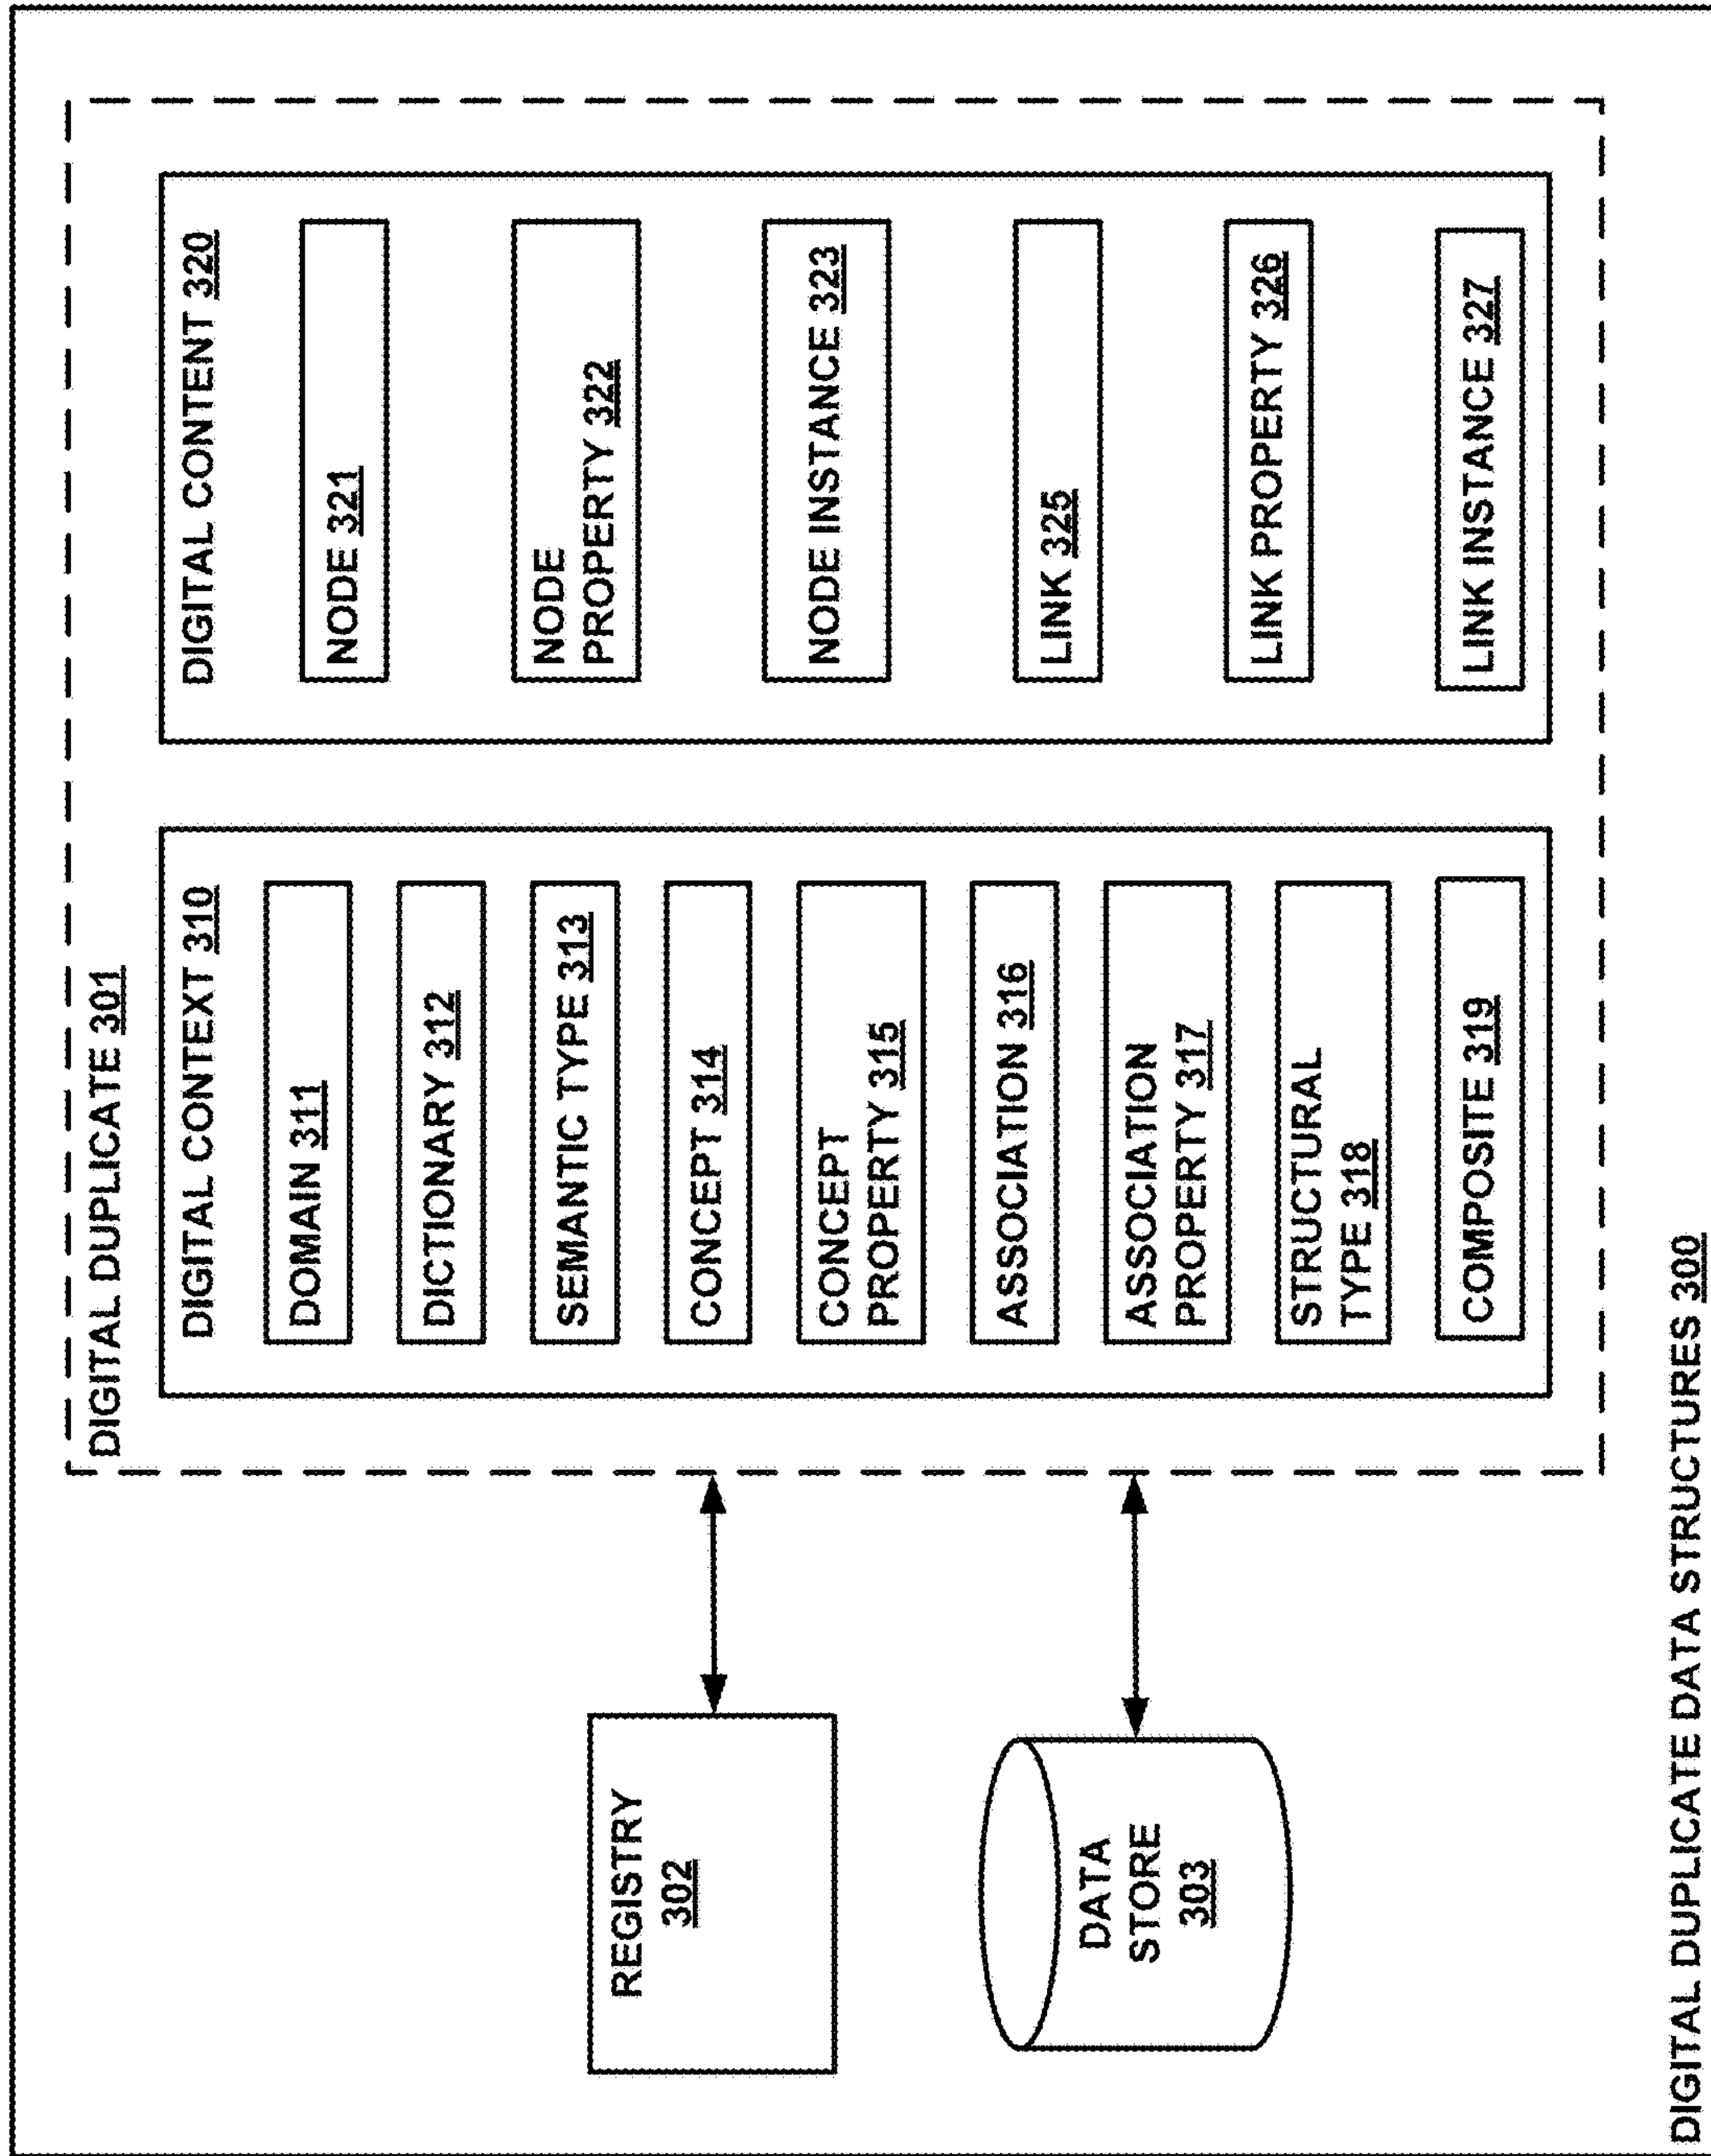 REGISTRY
302
DATA
STORE
303
DIGITAL DUPLICATE 301
DIGITAL CONTEXT 310
DOMAIN 311
DICTIONARY 312
SEMANTIC TYPE 313
CONCEPT 314
CONCEPT
PROPERTY 315
ASSOCIATION 316
ASSOCIATION
PROPERTY 317
STRUCTURAL
TYPE 318
COMPOSITE 319
DIGITAL CONTENT 320
NODE 321
NODE
PROPERTY 322
NODE INSTANCE 323
LINK 325
LINK PROPERTY 326
LINK INSTANCE 327
DIGITAL DUPLICATE DATA STRUCTURES 300